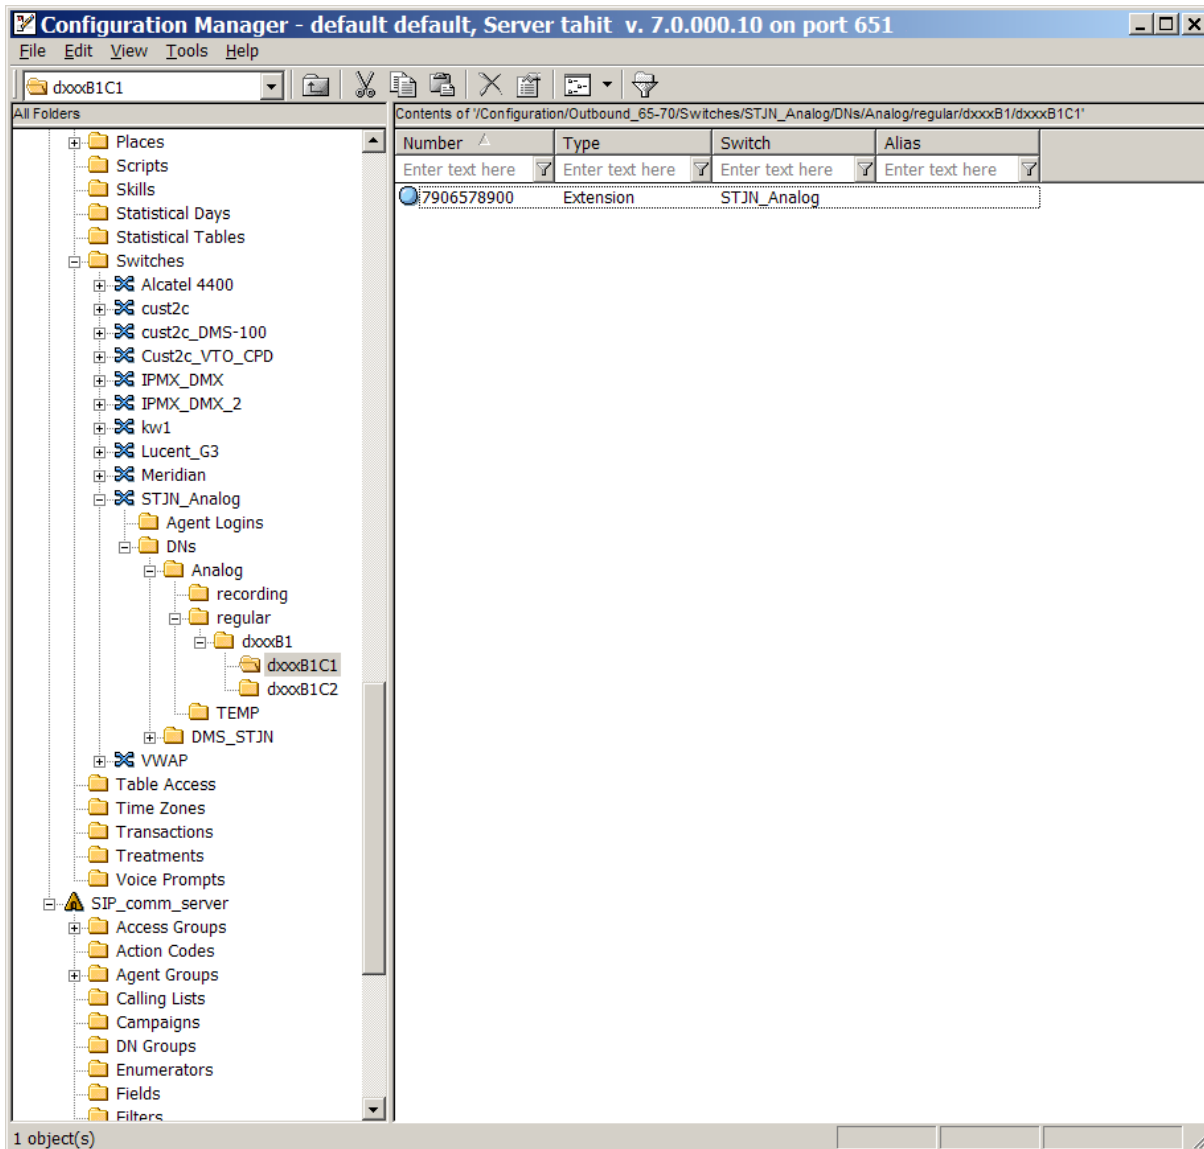 Configuration Manager - default default, Server tahit v. 7.0.000.10 on port 651
File Edit View Tools Help
dxxxB1C1
All Folders
Contents of '/Configuration/Outbound_65-70/Switches/STJN_Analog/DNs/Analog/regular/dxxxB1/dxxxB1C1'
Number Type Switch Alias
Enter text here Enter text here Enter text here Enter text here
7906578900 Extension STJN_Analog
Places
Scripts
Skills
Statistical Days
Statistical Tables
Switches
Alcatel 4400
cust2c
cust2c_DMS-100
Cust2c_VTO_CPD
IPMX_DMX
IPMX_DMX_2
kw1
Lucent_G3
Meridian
STJN_Analog
Agent Logins
DNs
Analog
recording
regular
dxxxB1
dxxxB1C1
dxxxB1C2
TEMP
DMS_STJN
VWAP
Table Access
Time Zones
Transactions
Treatments
Voice Prompts
SIP_comm_server
Access Groups
Action Codes
Agent Groups
Calling Lists
Campaigns
DN Groups
Enumerators
Fields
Filters
1 object(s)